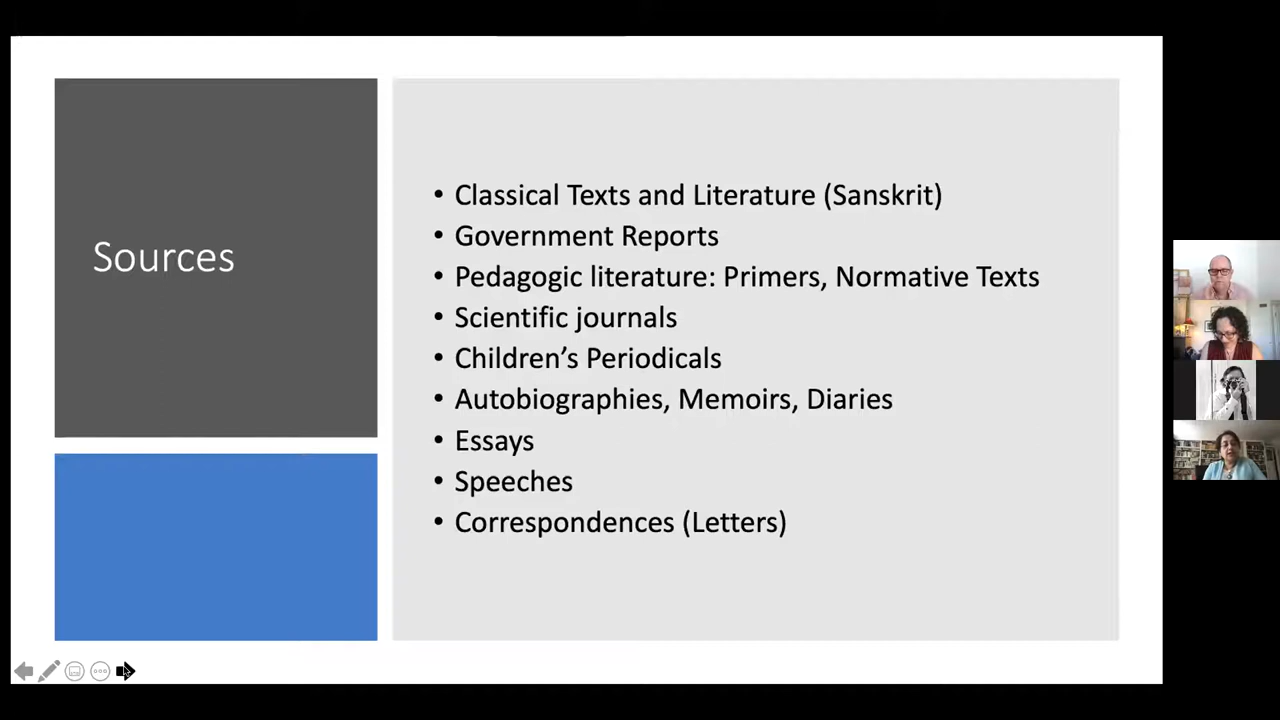 Sources
• Classical Texts and Literature (Sanskrit)
• Government Reports
• Pedagogic literature: Primers, Normative Texts
• Scientific journals
• Children’s Periodicals
• Autobiographies, Memoirs, Diaries
• Essays
• Speeches
• Correspondences (Letters)